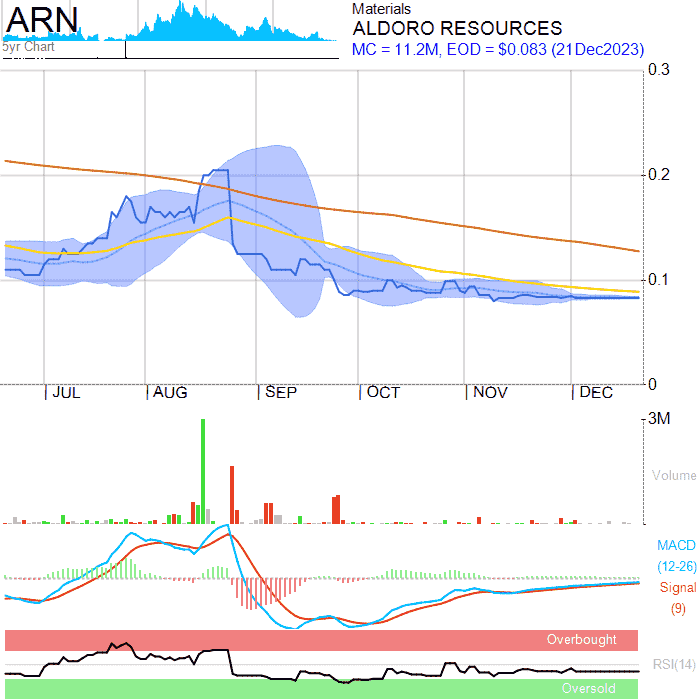 ARN
5yr Chart
Materials
ALDORO RESOURCES
MC = 11.2M, EOD = $0.083 (21Dec2023)
0.3
0.2
0.1
0
JUL AUG SEP OCT NOV DEC
3M
Volume
MACD
(12-26)
Signal
(9)
Overbought
RSI(14)
Oversold